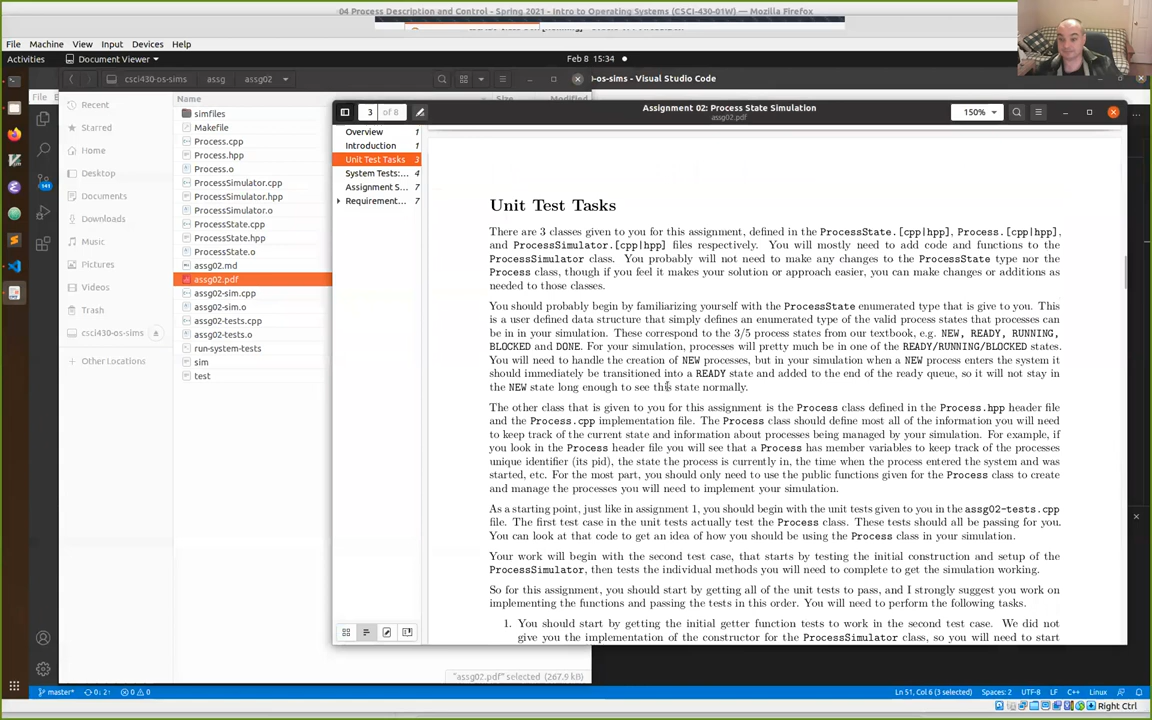 04 Process Description and Control - Spring 2021 - Intro to Operating Systems (CSCI-430-01W) — Mozilla Firefox
File Machine View Input Devices Help
Activities Document Viewer Feb 8 15:34
csci430-os-sims assg assg02
-os-sims - Visual Studio Code
File
Name Size Modified
Recent
Starred
Home
Desktop
Documents
Downloads
Music
Pictures
Videos
Trash
csci430-os-sims
Other Locations
simfiles
Makefile
Process.cpp
Process.hpp
Process.o
ProcessSimulator.cpp
ProcessSimulator.hpp
ProcessSimulator.o
ProcessState.cpp
ProcessState.hpp
ProcessState.o
assg02.md
assg02.pdf
assg02-sim.cpp
assg02-sim.o
assg02-tests.cpp
assg02-tests.o
run-system-tests
sim
test
3 of 8
Assignment 02: Process State Simulation
assg02.pdf
150%
Overview 1
Introduction 1
Unit Test Tasks 3
System Tests:... 4
Assignment S... 7
Requirement... 7
Unit Test Tasks
There are 3 classes given to you for this assignment, defined in the ProcessState.[cpp|hpp], Process.[cpp|hpp],
and ProcessSimulator.[cpp|hpp] files respectively. You will mostly need to add code and functions to the
ProcessSimulator class. You probably will not need to make any changes to the ProcessState type nor the
Process class, though if you feel it makes your solution or approach easier, you can make changes or additions as
needed to those classes.
You should probably begin by familiarizing yourself with the ProcessState enumerated type that is give to you. This
is a user defined data structure that simply defines an enumerated type of the valid process states that processes can
be in in your simulation. These correspond to the 3/5 process states from our textbook, e.g. NEW, READY, RUNNING,
BLOCKED and DONE. For your simulation, processes will pretty much be in one of the READY/RUNNING/BLOCKED states.
You will need to handle the creation of NEW processes, but in your simulation when a NEW process enters the system it
should immediately be transitioned into a READY state and added to the end of the ready queue, so it will not stay in
the NEW state long enough to see this state normally.
The other class that is given to you for this assignment is the Process class defined in the Process.hpp header file
and the Process.cpp implementation file. The Process class should define most all of the information you will need
to keep track of the current state and information about processes being managed by your simulation. For example, if
you look in the Process header file you will see that a Process has member variables to keep track of the processes
unique identifier (its pid), the state the process is currently in, the time when the process entered the system and was
started, etc. For the most part, you should only need to use the public functions given for the Process class to create
and manage the processes you will need to implement your simulation.
As a starting point, just like in assignment 1, you should begin with the unit tests given to you in the assg02-tests.cpp
file. The first test case in the unit tests actually test the Process class. These tests should all be passing for you.
You can look at that code to get an idea of how you should be using the Process class in your simulation.
Your work will begin with the second test case, that starts by testing the initial construction and setup of the
ProcessSimulator, then tests the individual methods you will need to complete to get the simulation working.
So for this assignment, you should start by getting all of the unit tests to pass, and I strongly suggest you work on
implementing the functions and passing the tests in this order. You will need to perform the following tasks.
1. You should start by getting the initial getter function tests to work in the second test case. We did not
give you the implementation of the constructor for the ProcessSimulator class, so you will need to start
"assg02.pdf" selected (267.9 kB)
master* 0↓ 2↑ 0 0 Ln 51, Col 6 (3 selected) Spaces: 2 UTF-8 LF C++ Linux
Right Ctrl